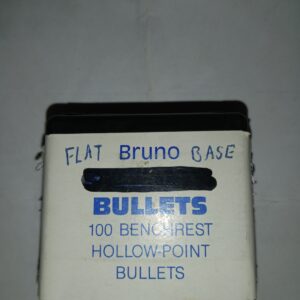 FLAT Bruno BASE
BULLETS
100 BENCHREST
HOLLOW-POINT
BULLETS